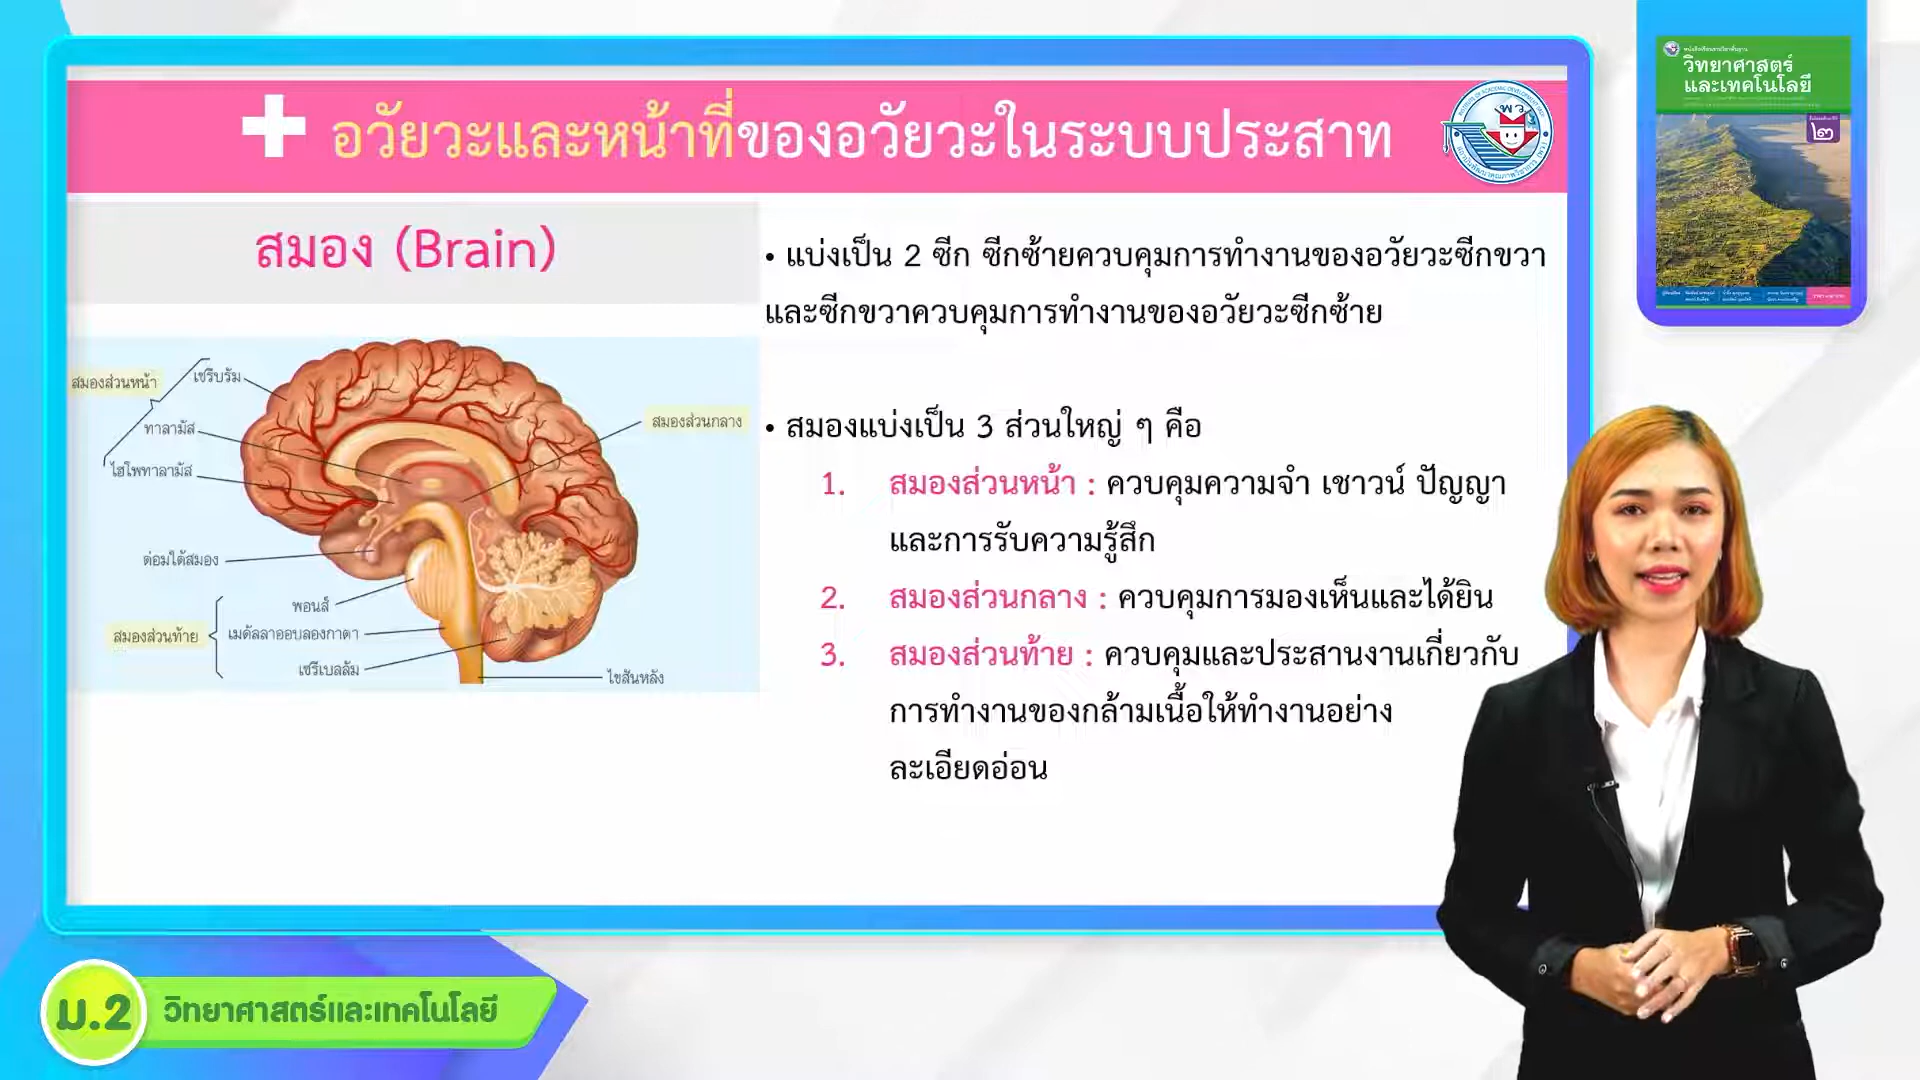 อวัยวะและหน้าที่ของอวัยวะในระบบประสาท
พว
วิทยาศาสตร์
และเทคโนโลยี
๒
สมอง (Brain)
• แบ่งเป็น 2 ซีก ซีกซ้ายควบคุมการทำงานของอวัยวะซีกขวา
และซีกขวาควบคุมการทำงานของอวัยวะซีกซ้าย
• สมองแบ่งเป็น 3 ส่วนใหญ่ ๆ คือ
1. สมองส่วนหน้า : ควบคุมความจำ เชาวน์ ปัญญา
และการรับความรู้สึก
2. สมองส่วนกลาง : ควบคุมการมองเห็นและได้ยิน
3. สมองส่วนท้าย : ควบคุมและประสานงานเกี่ยวกับ
การทำงานของกล้ามเนื้อให้ทำงานอย่าง
ละเอียดอ่อน
สมองส่วนหน้า
เซรีบรัม
ทาลามัส
ไฮโพทาลามัส
สมองส่วนกลาง
ต่อมใต้สมอง
พอนส์
สมองส่วนท้าย
เมดัลลาออบลองกาตา
เซรีเบลลัม
ไขสันหลัง
ม.2 วิทยาศาสตร์และเทคโนโลยี